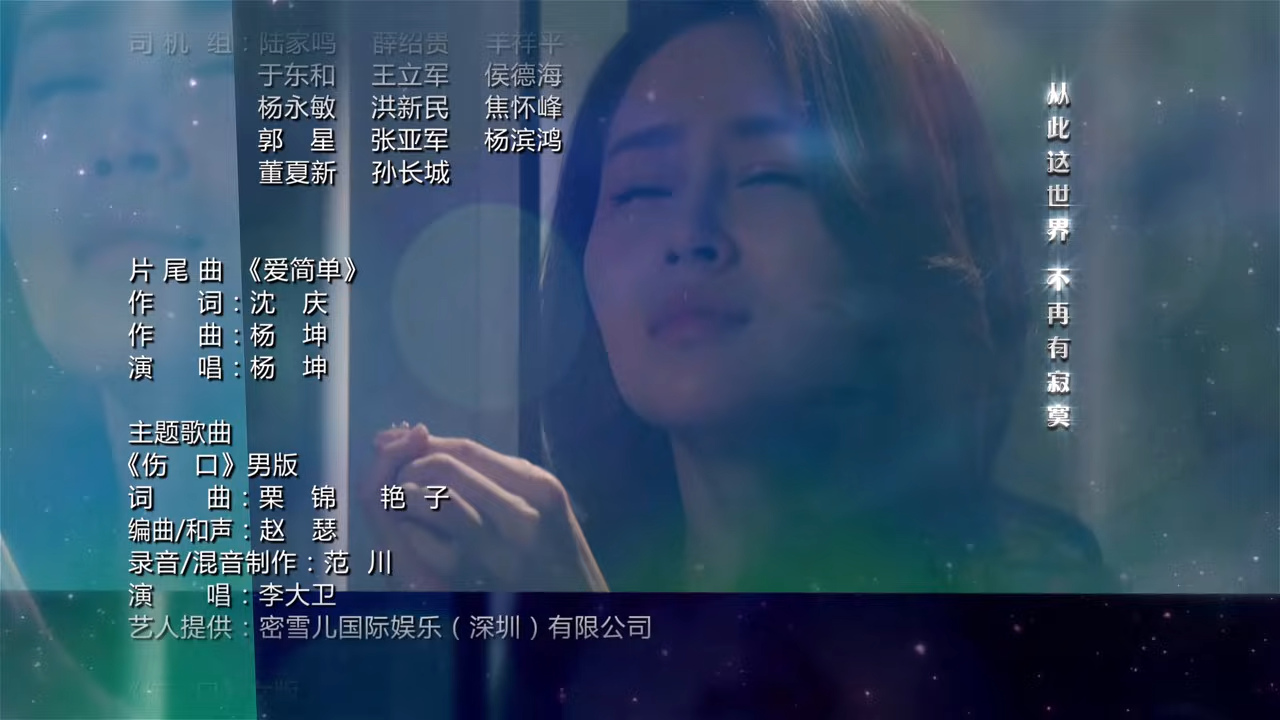 司机组：陆家鸣 薛绍贵 羊祥平
于东和 王立军 侯德海
杨永敏 洪新民 焦怀峰
郭星 张亚军 杨滨鸿
董夏新 孙长城
片尾曲《爱简单》
作词：沈庆
作曲：杨坤
演唱：杨坤
主题歌曲
《伤口》男版
词曲：栗锦 艳子
编曲/和声：赵瑟
录音/混音制作：范川
演唱：李大卫
艺人提供：密雪儿国际娱乐（深圳）有限公司
《伤口》女版
从此这世界 不再有寂寞